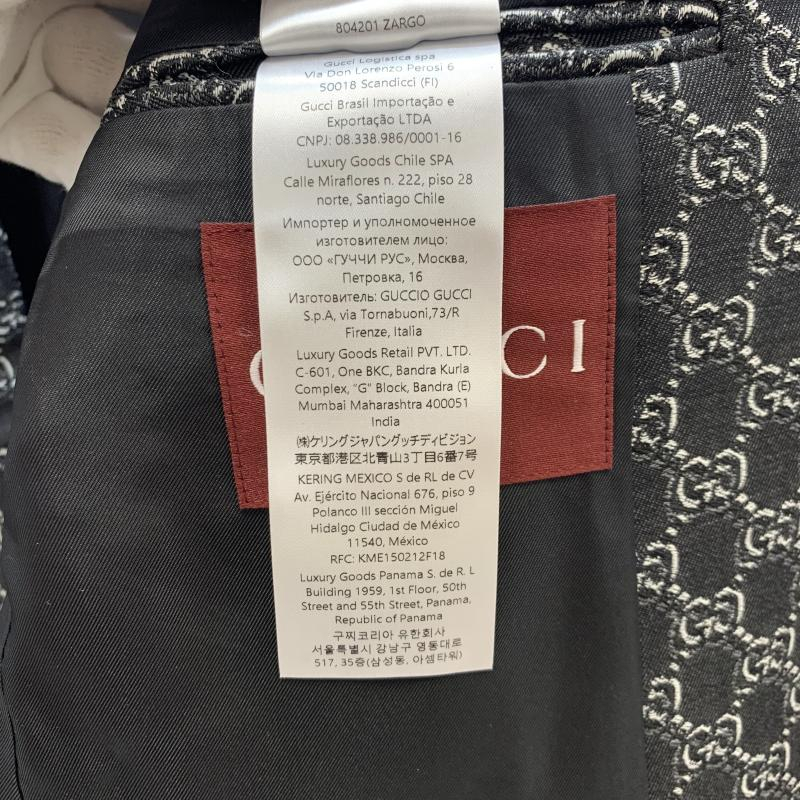 804201 ZARGO
Gucci Logistica spa
Via Don Lorenzo Perosi 6
50018 Scandicci (FI)
Gucci Brasil Importação e
Exportação LTDA
CNPJ: 08.338.986/0001-16
Luxury Goods Chile SPA
Calle Miraflores n. 222, piso 28
norte, Santiago Chile
Импортер и уполномоченное
изготовителем лицо:
ООО «ГУЧЧИ РУС», Москва,
Петровка, 16
Изготовитель: GUCCIO GUCCI
S.p.A, via Tornabuoni,73/R
Firenze, Italia
Luxury Goods Retail PVT. LTD.
C-601, One BKC, Bandra Kurla
Complex, "G" Block, Bandra (E)
Mumbai Maharashtra 400051
India
㈱ケリングジャパングッチディビジョン
東京都港区北青山3丁目6番7号
KERING MEXICO S de RL de CV
Av. Ejército Nacional 676, piso 9
Polanco III sección Miguel
Hidalgo Ciudad de México
11540, México
RFC: KME150212F18
Luxury Goods Panama S. de R. L
Building 1959, 1st Floor, 50th
Street and 55th Street, Panama,
Republic of Panama
구찌코리아 유한회사
서울특별시 강남구 영동대로
517, 35층(삼성동, 아셈타워)
CI